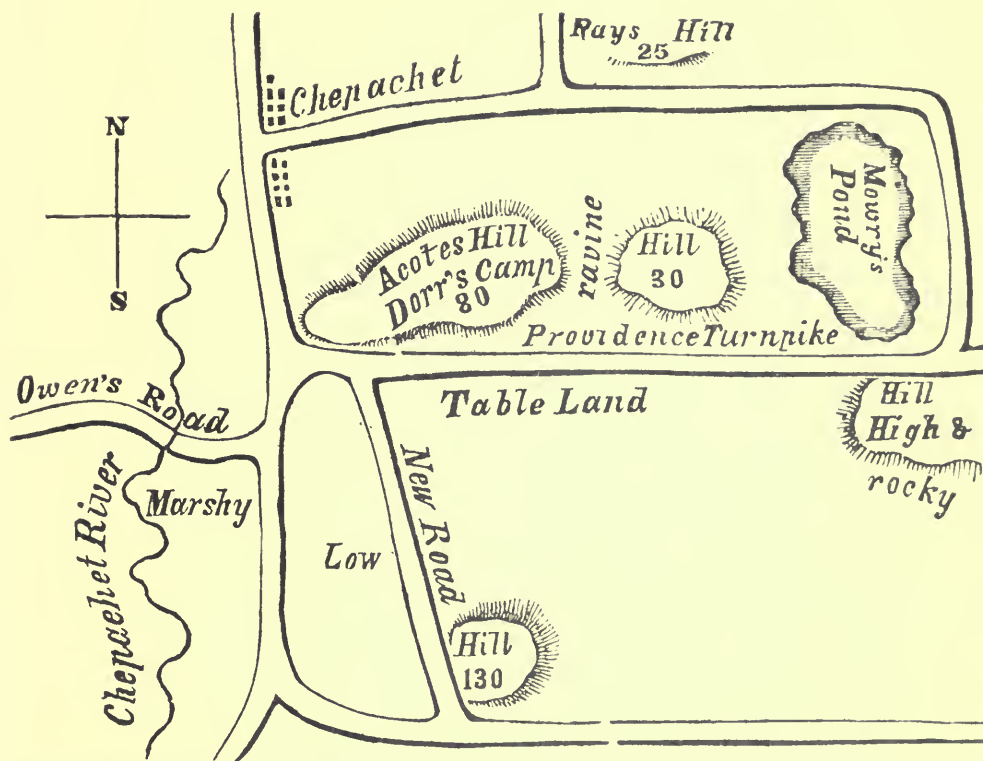 Rays Hill
25
Chepachet
N
S
Mowry's
Pond
Acotes Hill
Dorr's Camp
80
ravine
Hill
30
Providence Turnpike
Owen's Road
Table Land
Hill
High &
rocky
New Road
Marshy
Chepachet River
Low
Hill
130